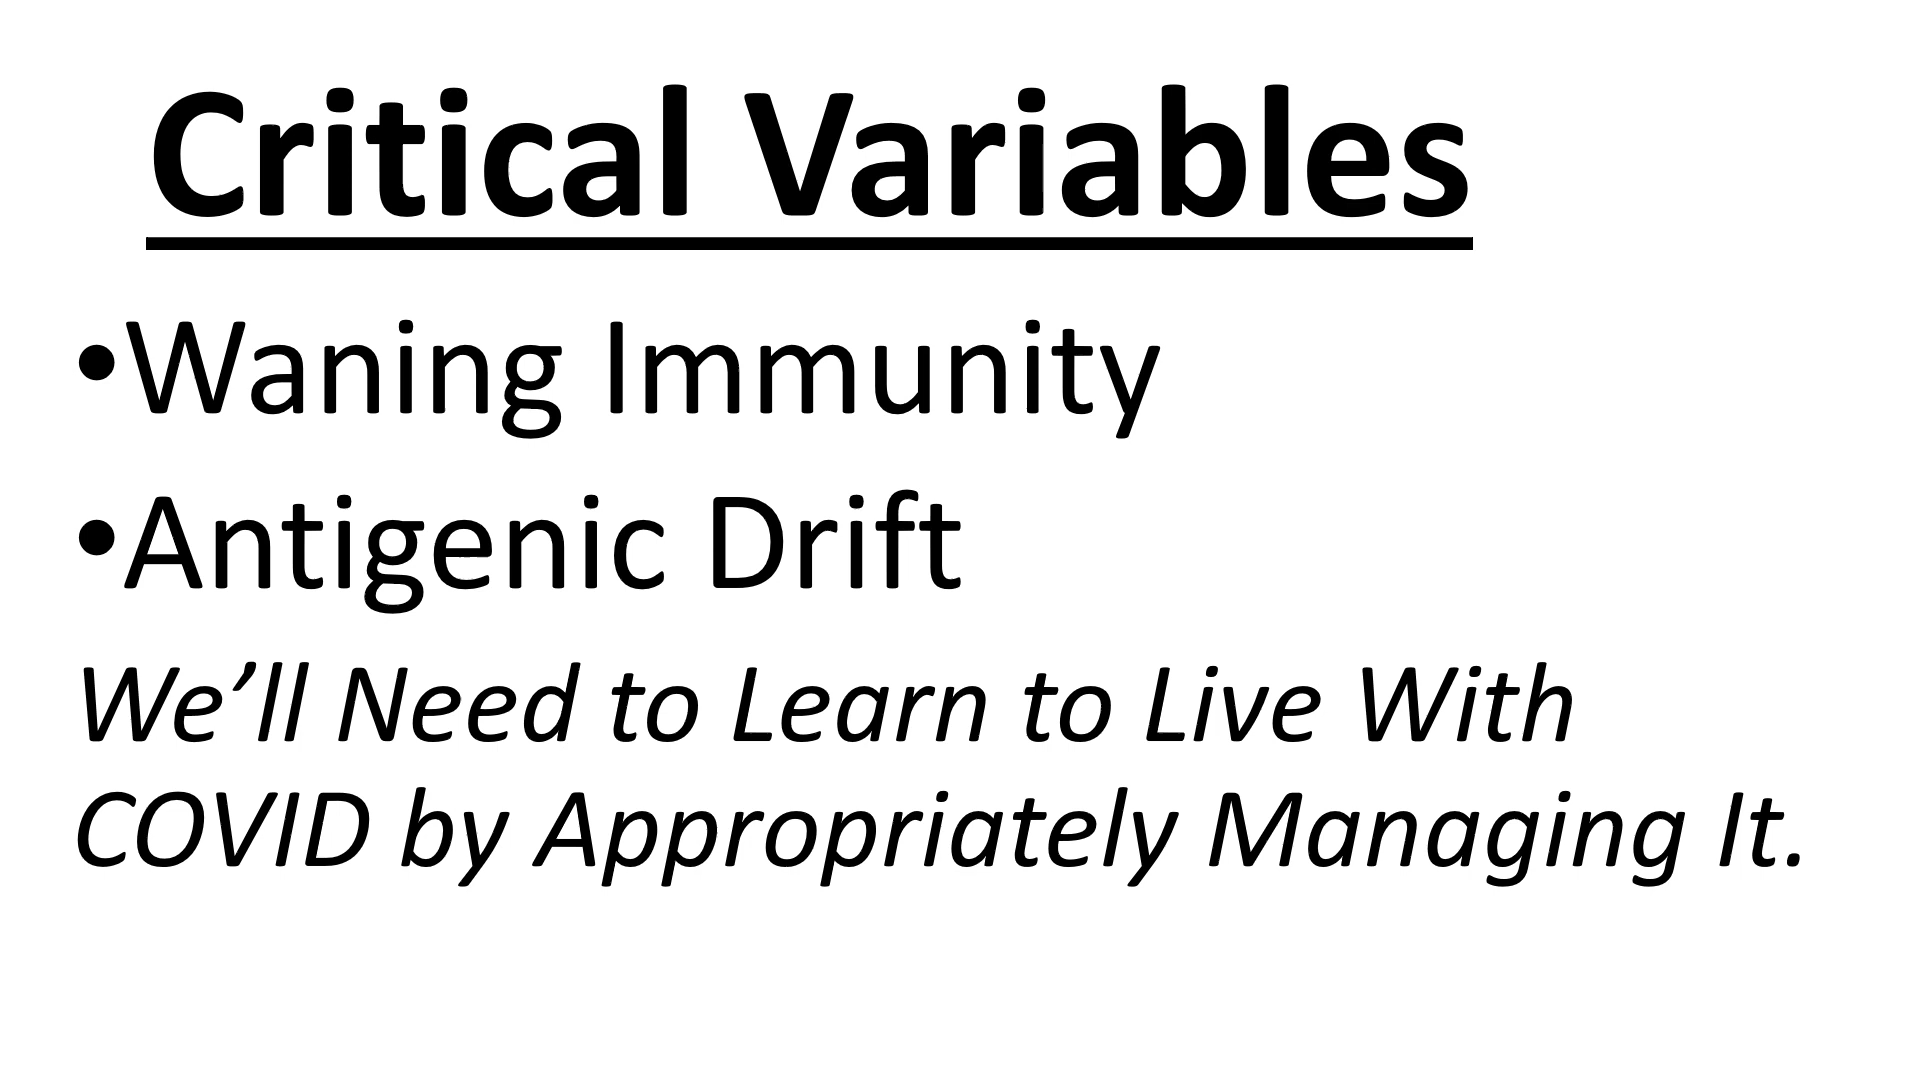 Critical Variables
•Waning Immunity
•Antigenic Drift
We’ll Need to Learn to Live With
COVID by Appropriately Managing It.